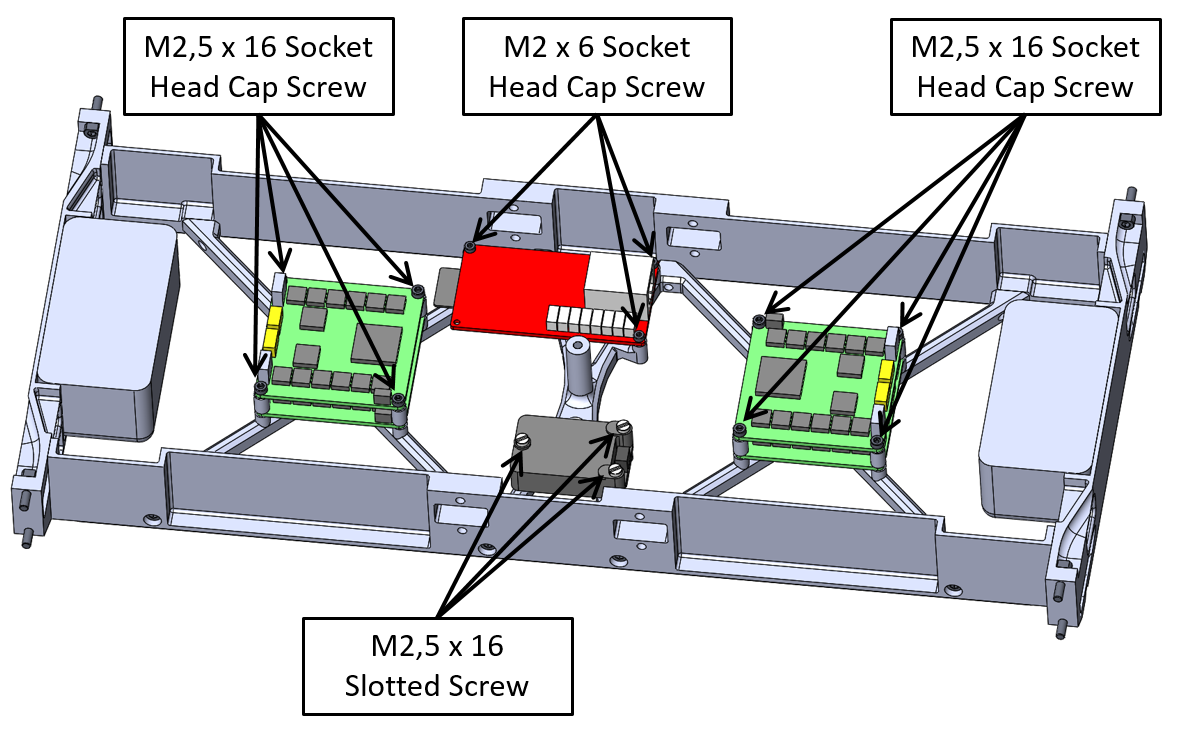 M2,5 x 16 Socket
Head Cap Screw
M2 x 6 Socket
Head Cap Screw
M2,5 x 16 Socket
Head Cap Screw
M2,5 x 16
Slotted Screw